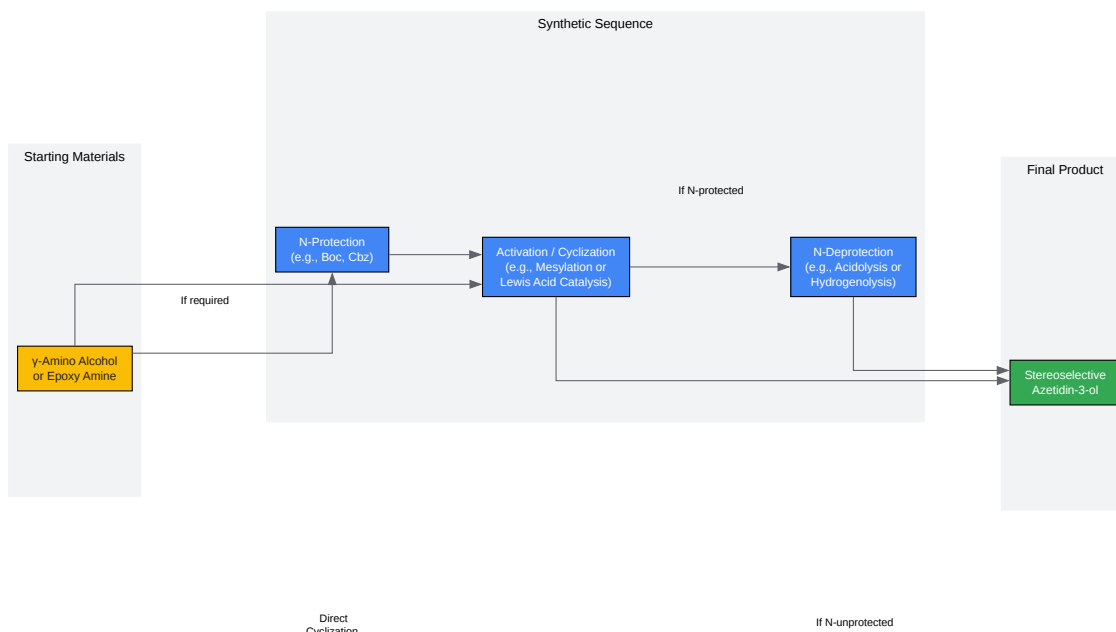 Synthetic Sequence
Starting Materials
Final Product
If N-protected
N-Protection
(e.g., Boc, Cbz)
Activation / Cyclization
(e.g., Mesylation or
Lewis Acid Catalysis)
N-Deprotection
(e.g., Acidolysis or
Hydrogenolysis)
If required
γ-Amino Alcohol
or Epoxy Amine
Stereoselective
Azetidin-3-ol
Direct
Cyclization
If N-unprotected